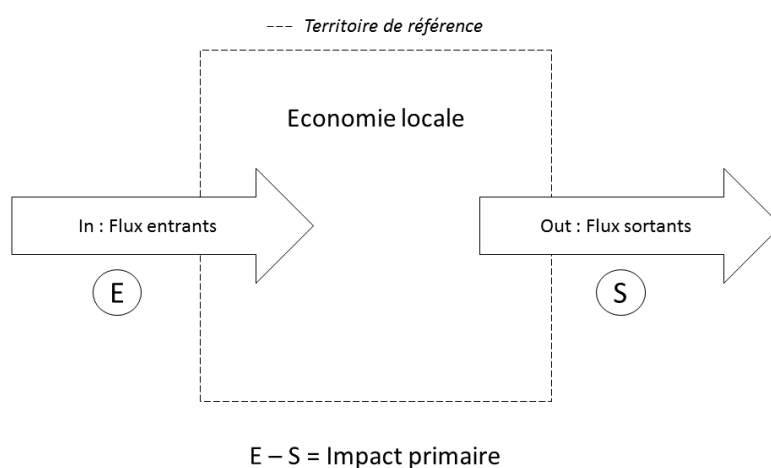 --- Territoire de référence
Economie locale
In : Flux entrants
Out : Flux sortants
E
S
E – S = Impact primaire